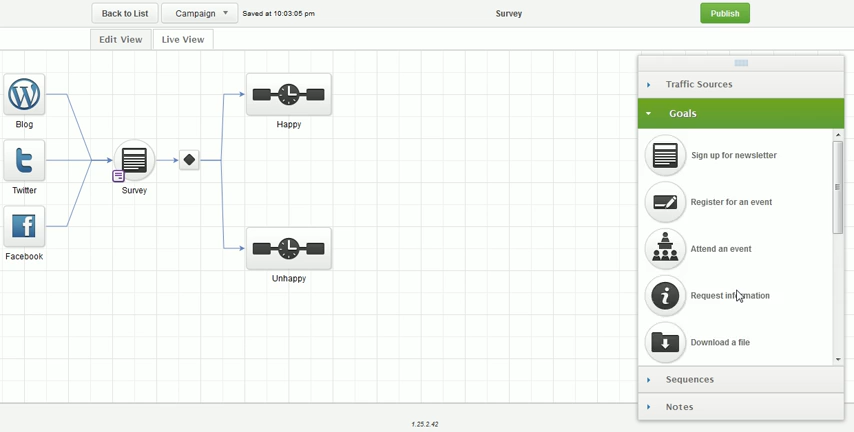 Back to List
Campaign
Saved at 10:03:05 pm
Survey
Publish
Edit View
Live View
Blog
Twitter
Facebook
Survey
Happy
Unhappy
Traffic Sources
Goals
Sign up for newsletter
Register for an event
Attend an event
Request information
Download a file
Sequences
Notes
1.25.2.42